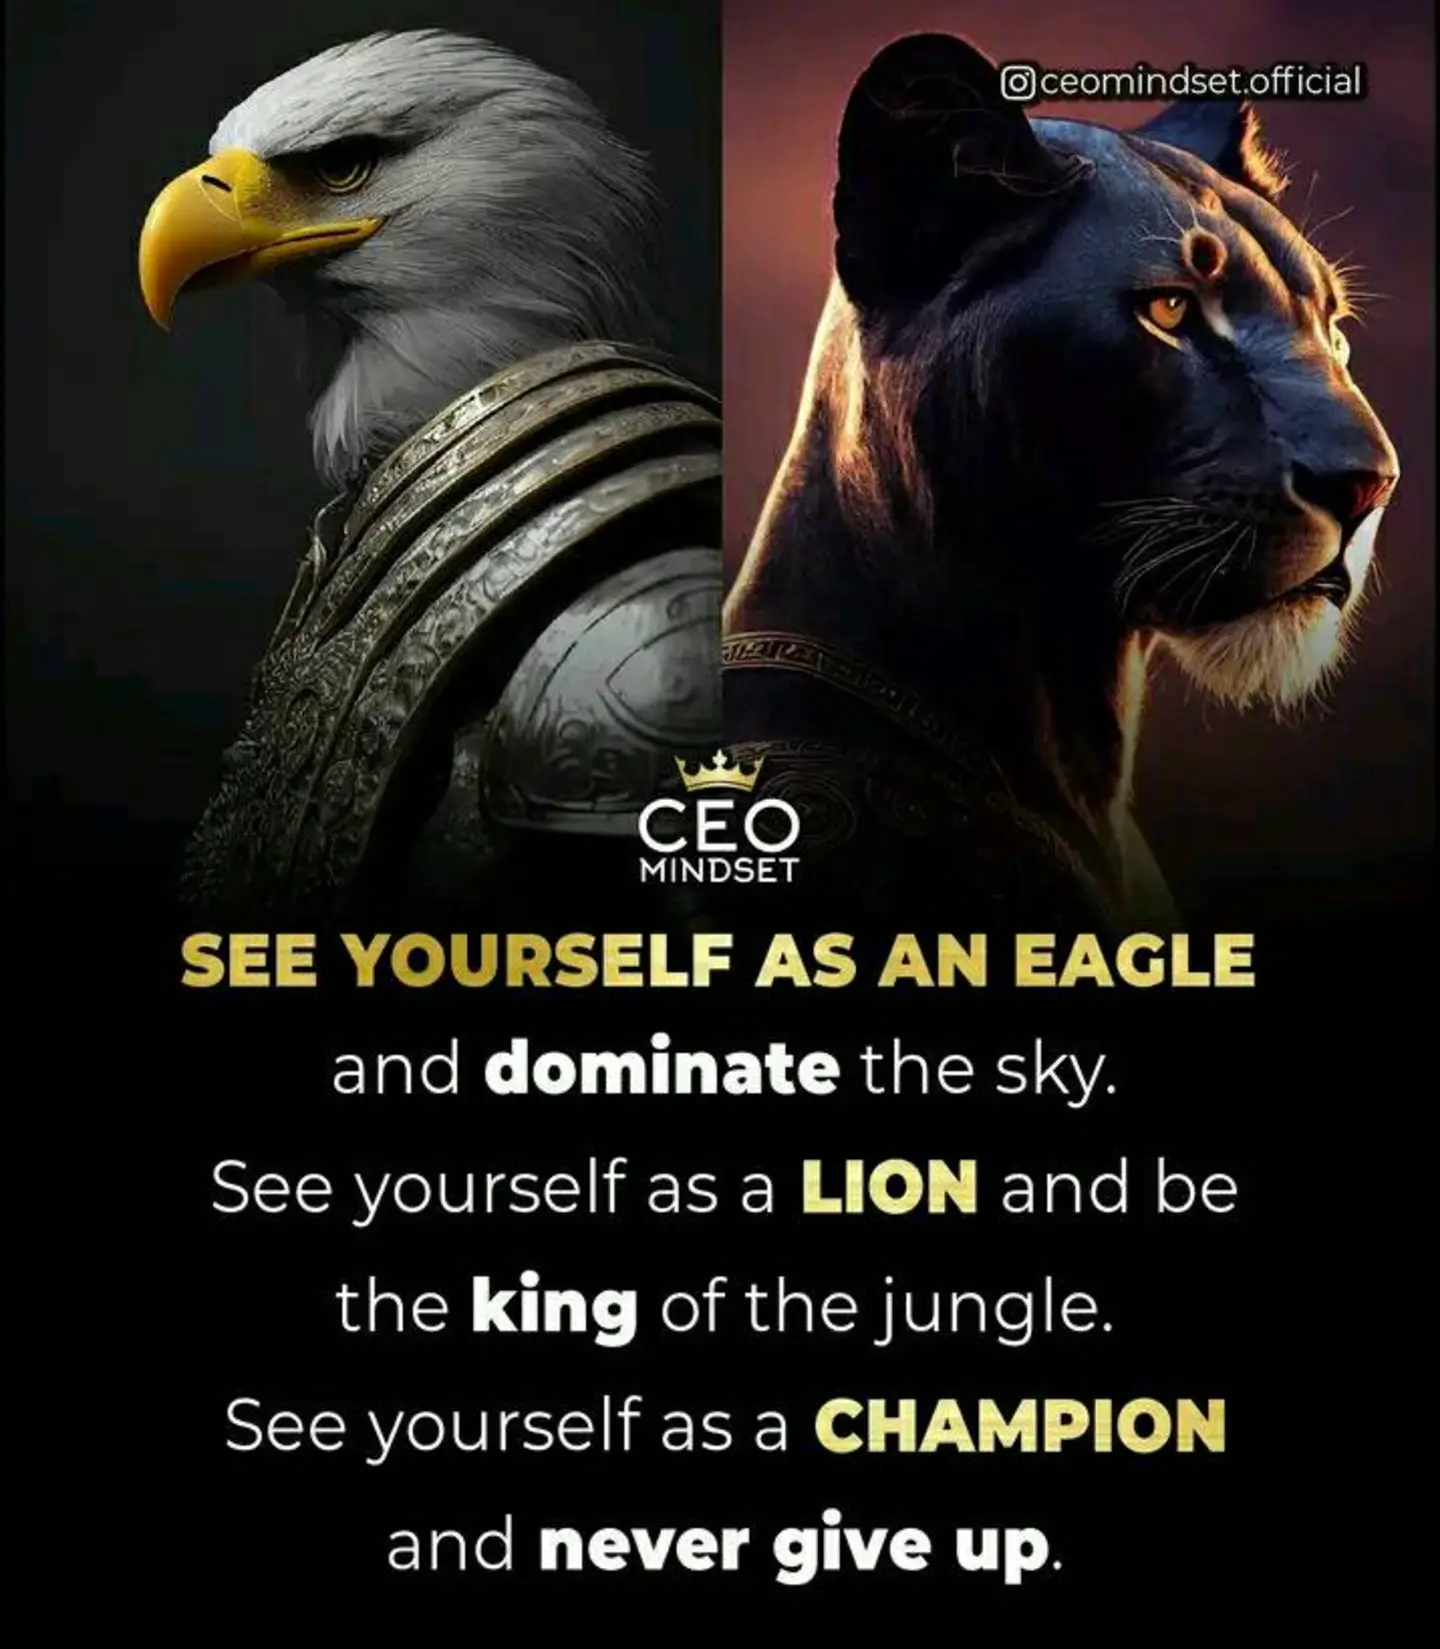 ceomindset.official
CEO
MINDSET
SEE YOURSELF AS AN EAGLE
and dominate the sky.
See yourself as a LION and be
the king of the jungle.
See yourself as a CHAMPION
and never give up.